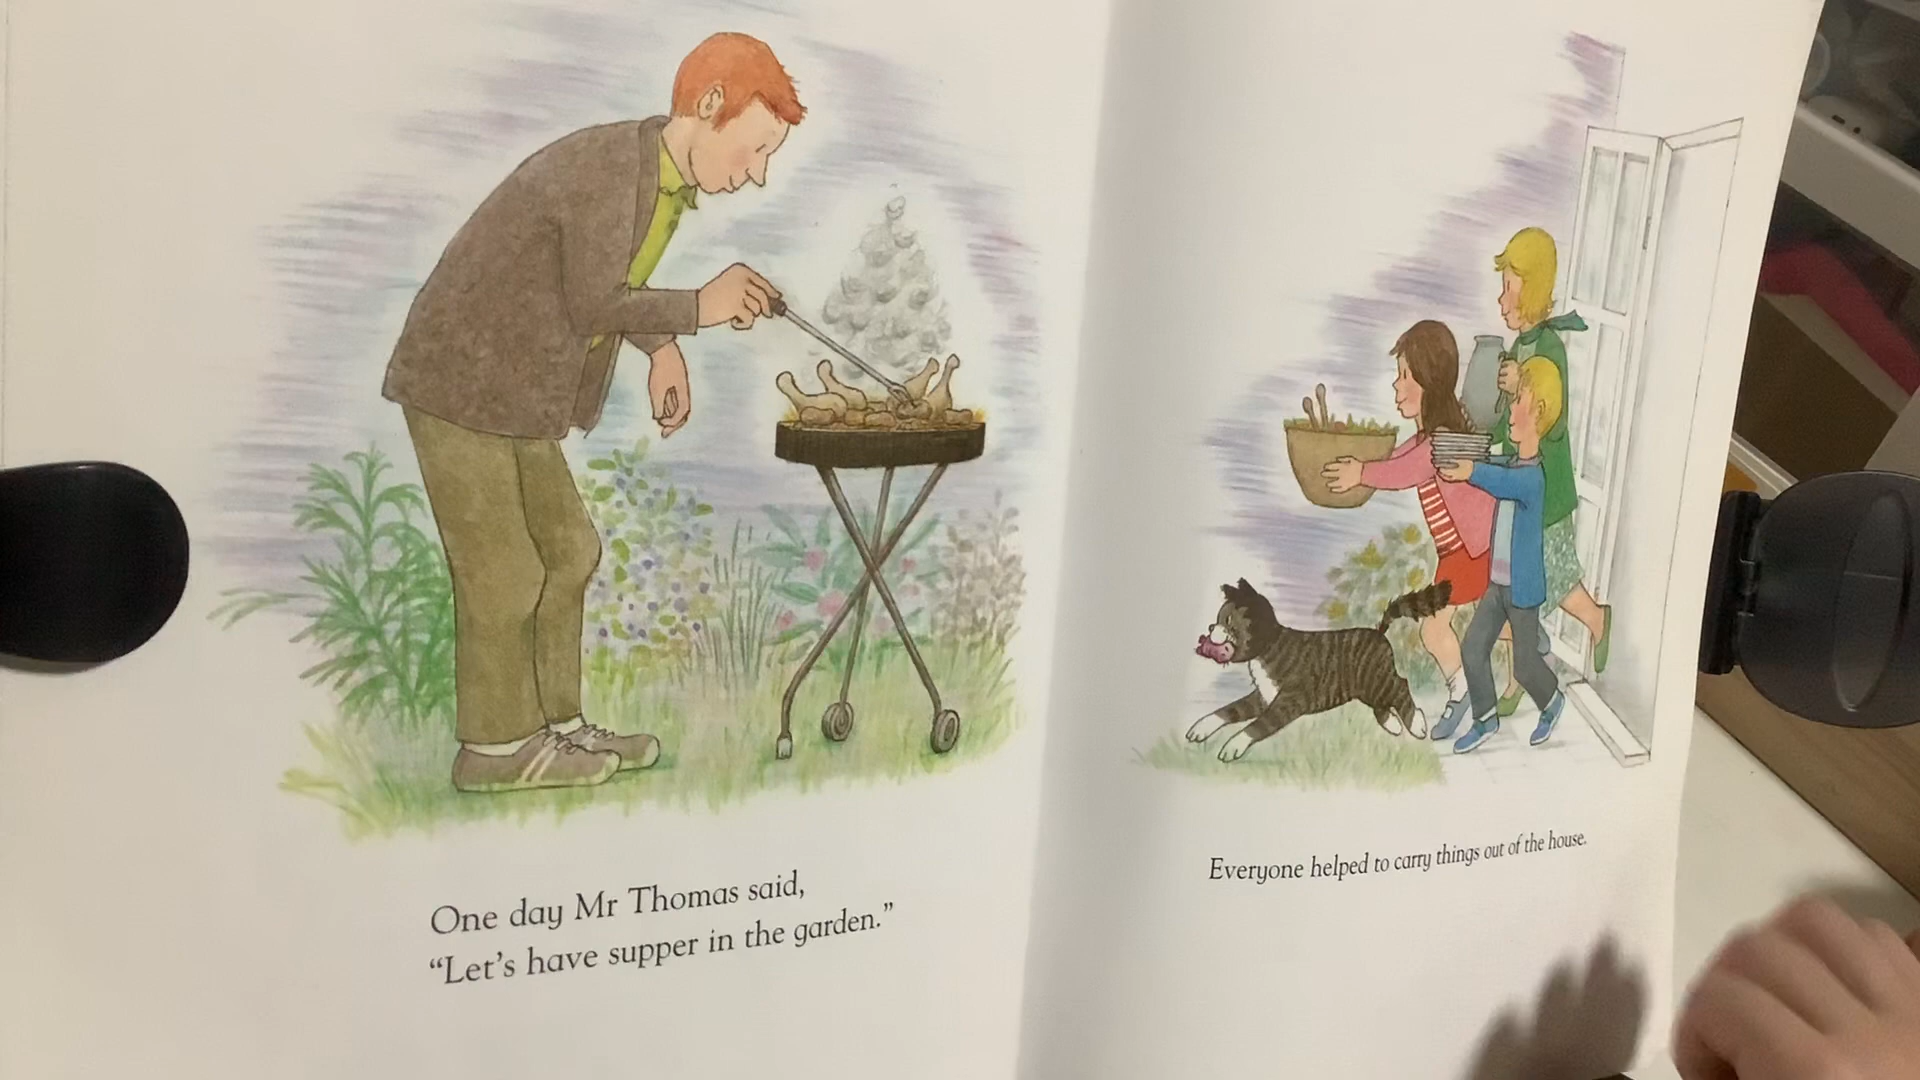 One day Mr Thomas said,
“Let’s have supper in the garden.”
Everyone helped to carry things out of the house.